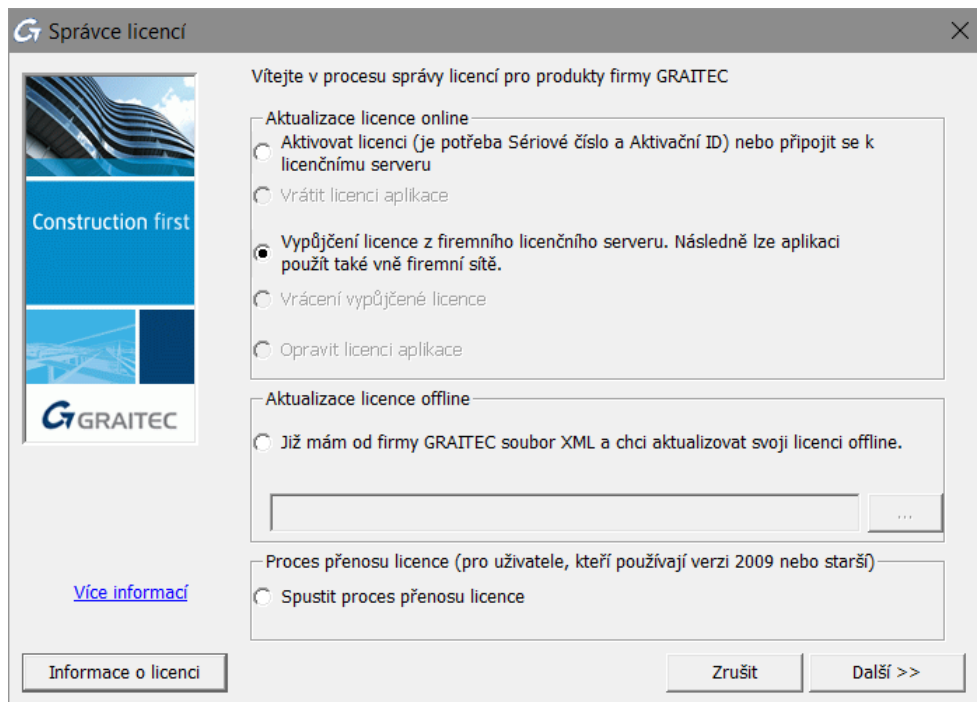 Správce licencí
Vítejte v procesu správy licencí pro produkty firmy GRAITEC
Aktualizace licence online
Aktivovat licenci (je potřeba Sériové číslo a Aktivační ID) nebo připojit se k
licenčnímu serveru
Vrátit licenci aplikace
Construction first
Vypůjčení licence z firemního licenčního serveru. Následně lze aplikaci
použít také vně firemní sítě.
Vrácení vypůjčené licence
Opravit licenci aplikace
GRAITEC
Aktualizace licence offline
Již mám od firmy GRAITEC soubor XML a chci aktualizovat svoji licenci offline.
...
Proces přenosu licence (pro uživatele, kteří používají verzi 2009 nebo starší)
Spustit proces přenosu licence
Více informací
Informace o licenci
Zrušit
Další >>